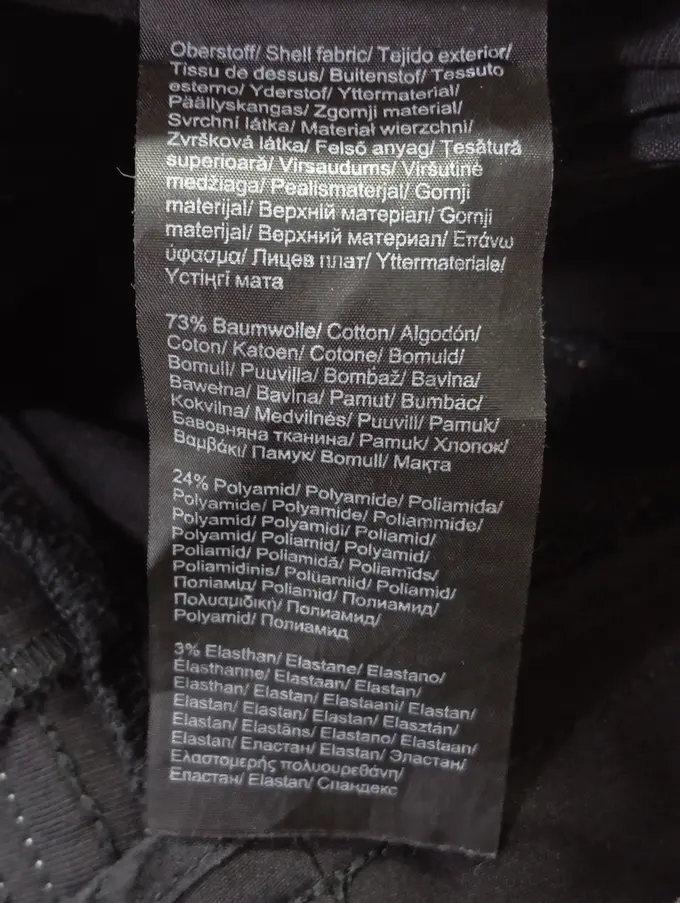 Oberstoff/ Shell fabric/ Tejido exterior/
Tissu de dessus/ Buitenstof/ Tessuto
esterno/ Yderstof/ Yttermaterial/
Päällyskangas/ Zgornji material/
Svrchní látka/ Materiał wierzchni/
Zvršková látka/ Felső anyag/ Țesătură
superioară/ Virsaudums/ Viršutinė
medžiaga/ Pealismaterjal/ Gornji
materijal/ Верхній матеріал/ Gornji
materijal/ Верхний материал/ Επάνω
ύφασμα/ Лицев плат/ Yttermateriale/
Үстіңгі мата
73% Baumwolle/ Cotton/ Algodón/
Coton/ Katoen/ Cotone/ Bomuld/
Bomull/ Puuvilla/ Bombaž/ Bavlna/
Bawełna/ Bavlna/ Pamut/ Bumbac/
Kokvilna/ Medvilnės/ Puuvill/ Pamuk/
Бавовняна тканина/ Pamuk/ Хлопок/
Βαμβάκι/ Памук/ Bomull/ Мақта
24% Polyamid/ Polyamide/ Poliamida/
Polyamide/ Polyamide/ Poliammide/
Polyamid/ Polyamidi/ Poliamid/
Polyamid/ Poliamid/ Polyamid/
Poliamid/ Poliamidă/ Poliamīds/
Poliamidinis/ Polüamiid/ Poliamid/
Поліамід/ Poliamid/ Полиамид/
Πολυαμιδική/ Полиамид/
Polyamid/ Полиамид
3% Elasthan/ Elastane/ Elastano/
Élasthanne/ Elastaan/ Elastan/
Elasthan/ Elastan/ Elastaani/ Elastan/
Elastan/ Elastan/ Elastan/ Elasztán/
Elastan/ Elastāns/ Elastano/ Elastaan/
Elastan/ Еластан/ Elastan/ Эластан/
Ελαστομερής πολυουρεθάνη/
Еластан/ Elastan/ Спандекс